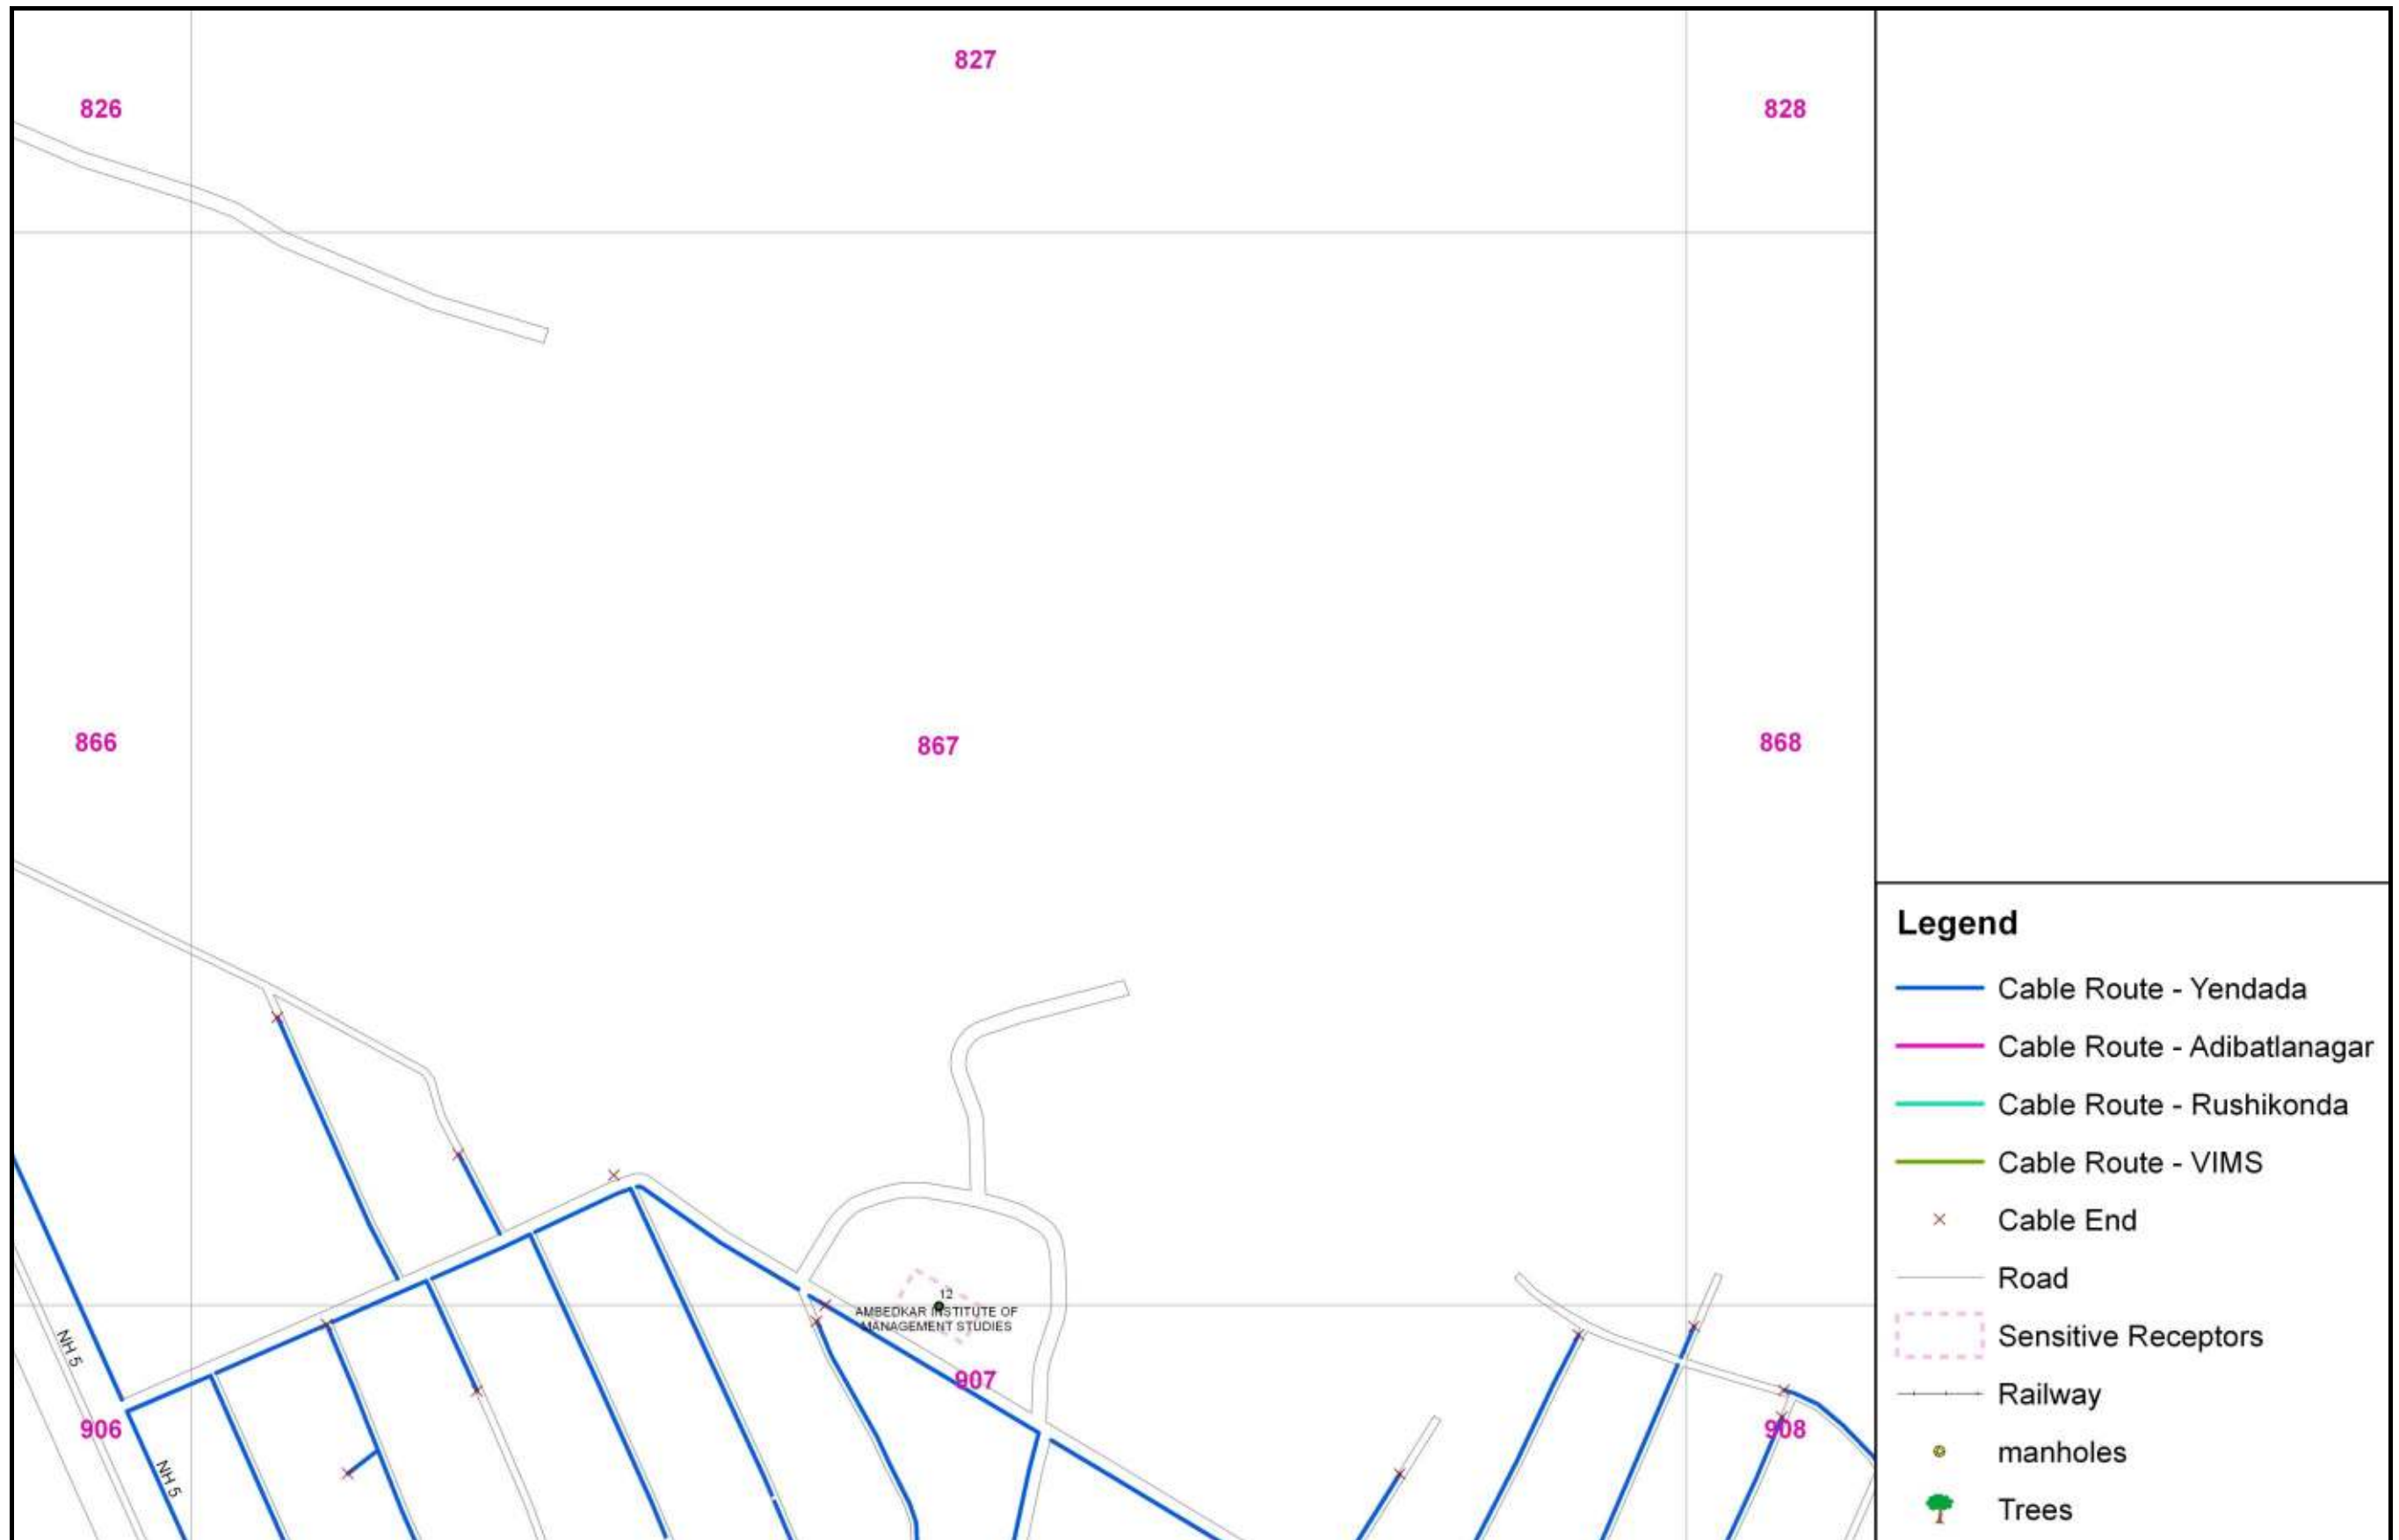 827
826
828
866
867
868
12
AMBEDKAR INSTITUTE OF
MANAGEMENT STUDIES
NH 5
907
906
908
NH 5
Legend
Cable Route - Yendada
Cable Route - Adibatlanagar
Cable Route - Rushikonda
Cable Route - VIMS
Cable End
Road
Sensitive Receptors
Railway
manholes
Trees